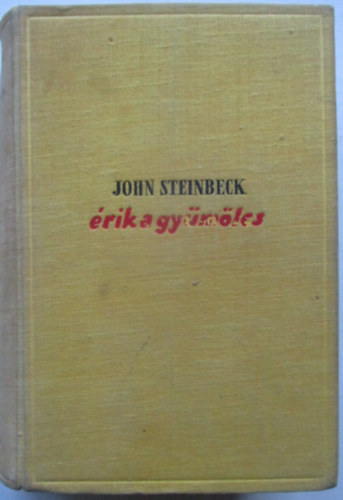 JOHN STEINBECK
érik a gyümölcs